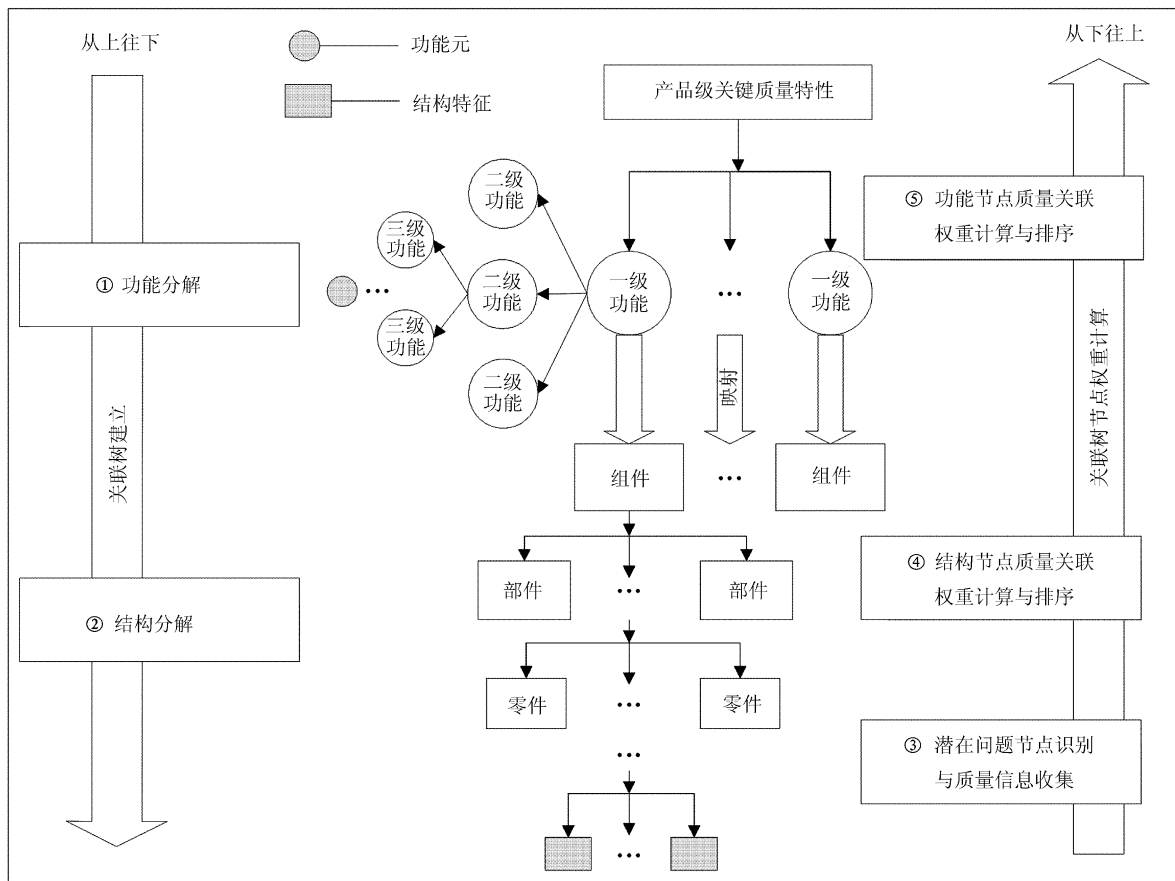 从上往下
功能元
结构特征
从下往上
产品级关键质量特性
⑤ 功能节点质量关联
权重计算与排序
二级
功能
三级
功能
① 功能分解
...
二级
功能
一级
功能
...
一级
功能
三级
功能
二级
功能
映射
关联树建立
关联树节点权重计算
组件
...
组件
④ 结构节点质量关联
权重计算与排序
部件
...
部件
② 结构分解
零件
...
零件
③ 潜在问题节点识别
与质量信息收集
...
...